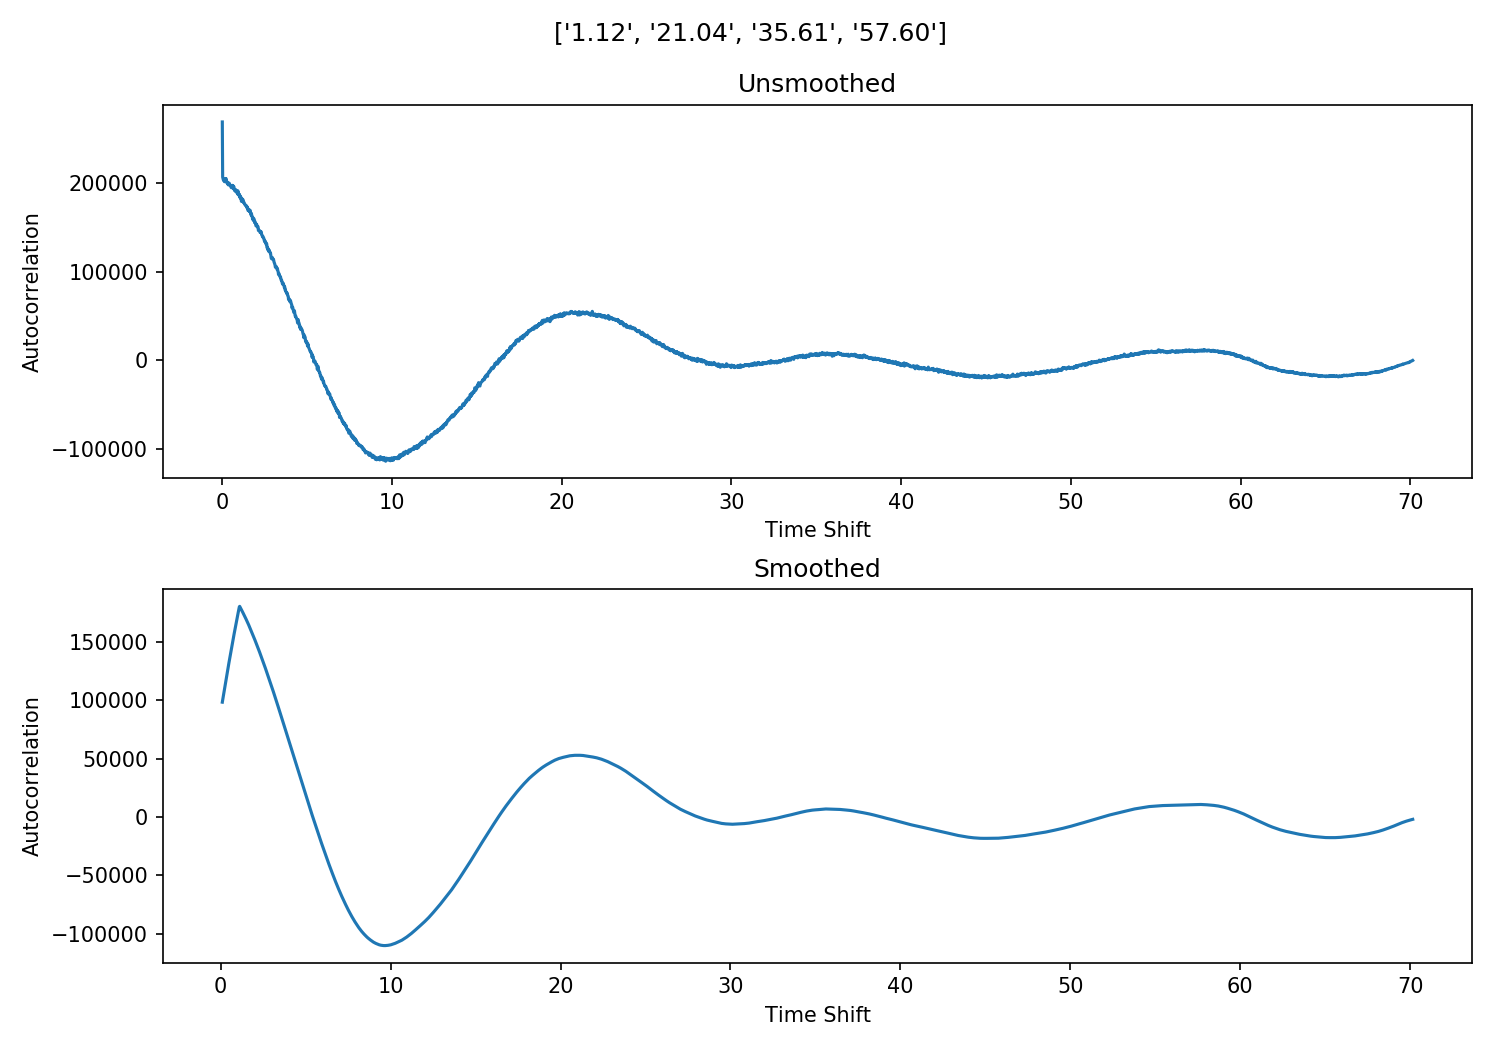 ['1.12', '21.04', '35.61', '57.60']
Unsmoothed
Autocorrelation
200000
100000
0
−100000
0 10 20 30 40 50 60 70
Time Shift
Smoothed
Autocorrelation
150000
100000
50000
0
−50000
−100000
0 10 20 30 40 50 60 70
Time Shift